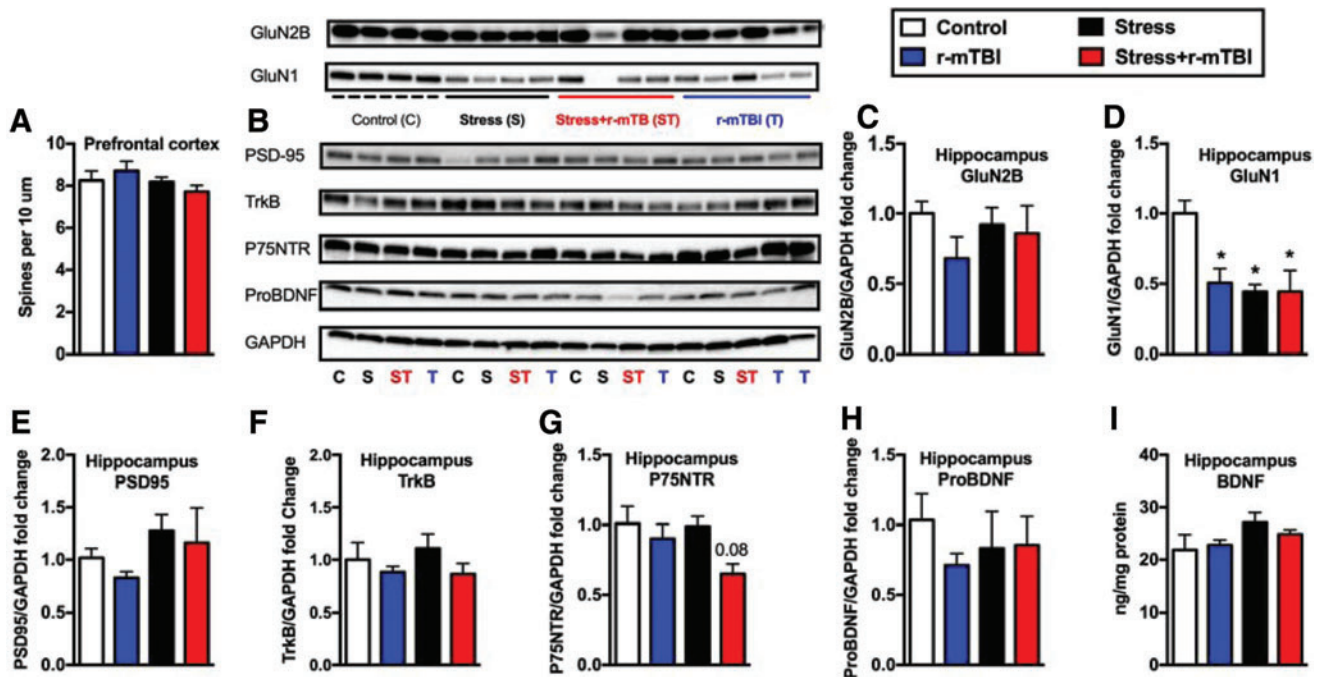 GluN2B
GluN1
Control (C) Stress (S) Stress+r-mTB (ST) r-mTBI (T)
Control Stress
r-mTBI Stress+r-mTBI
A
Prefrontal cortex
Spines per 10 um
10
8
6
4
2
0
B
PSD-95
TrkB
P75NTR
ProBDNF
GAPDH
C S ST T C S ST T C S ST T C S ST T T
C
Hippocampus
GluN2B
GluN2B/GAPDH fold change
1.5
1.0
0.5
0.0
D
Hippocampus
GluN1
GluN1/GAPDH fold change
1.5
1.0
0.5
0.0
* * *
E
Hippocampus
PSD95
PSD95/GAPDH fold change
2.0
1.5
1.0
0.5
0.0
F
Hippocampus
TrkB
TrkB/GAPDH fold Change
2.0
1.5
1.0
0.5
0.0
G
Hippocampus
P75NTR
P75NTR/GAPDH fold change
1.5
1.0
0.5
0.0
0.08
H
Hippocampus
ProBDNF
ProBDNF/GAPDH fold change
1.5
1.0
0.5
0.0
I
Hippocampus
BDNF
ng/mg protein
40
30
20
10
0